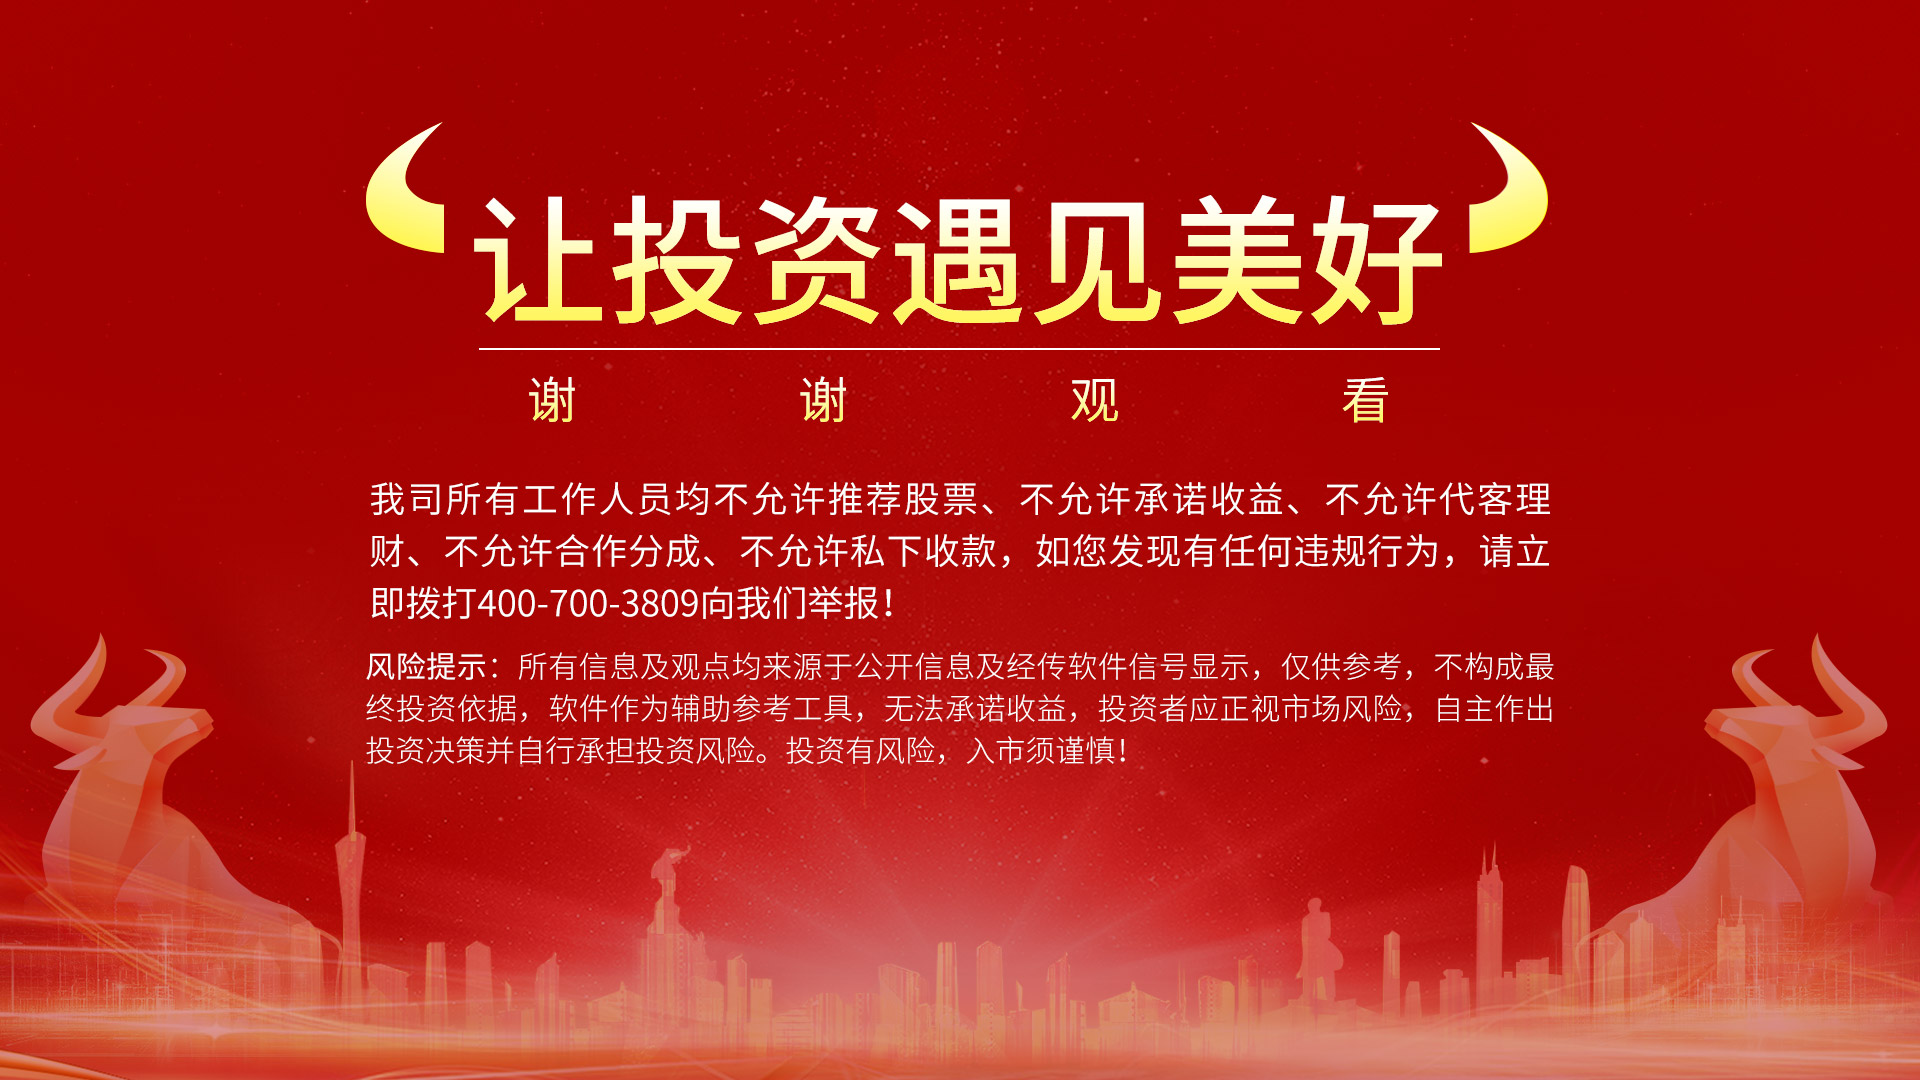 让投资遇见美好
谢谢观看
我司所有工作人员均不允许推荐股票、不允许承诺收益、不允许代客理
财、不允许合作分成、不允许私下收款，如您发现有任何违规行为，请立
即拨打400-700-3809向我们举报！
风险提示：所有信息及观点均来源于公开信息及经传软件信号显示，仅供参考，不构成最
终投资依据，软件作为辅助参考工具，无法承诺收益，投资者应正视市场风险，自主作出
投资决策并自行承担投资风险。投资有风险，入市须谨慎！